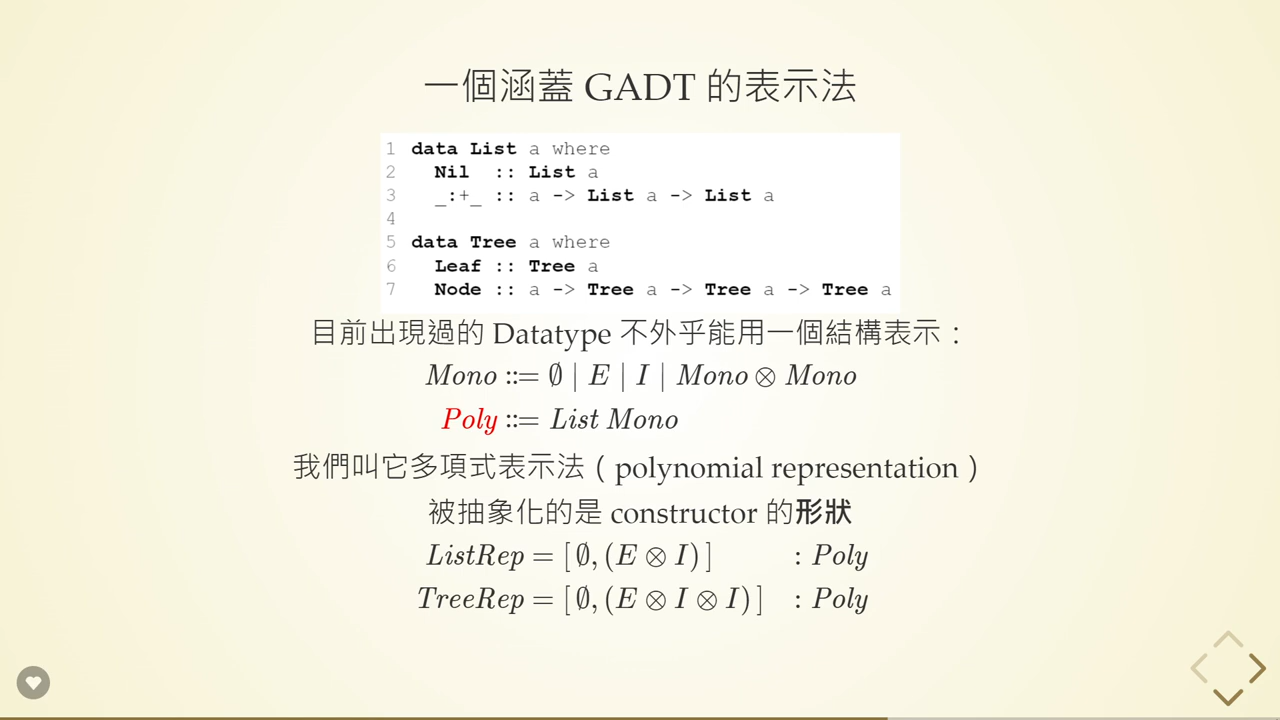 一個涵蓋 GADT 的表示法
1 data List a where
2   Nil  :: List a
3   _:+_ :: a -> List a -> List a
4
5 data Tree a where
6   Leaf :: Tree a
7   Node :: a -> Tree a -> Tree a -> Tree a
目前出現過的 Datatype 不外乎能用一個結構表示：
Mono ::= ∅ | E | I | Mono ⊗ Mono
Poly ::= List Mono
我們叫它多項式表示法（polynomial representation）
被抽象化的是 constructor 的形狀
ListRep = [ ∅, (E ⊗ I) ] : Poly
TreeRep = [ ∅, (E ⊗ I ⊗ I) ] : Poly